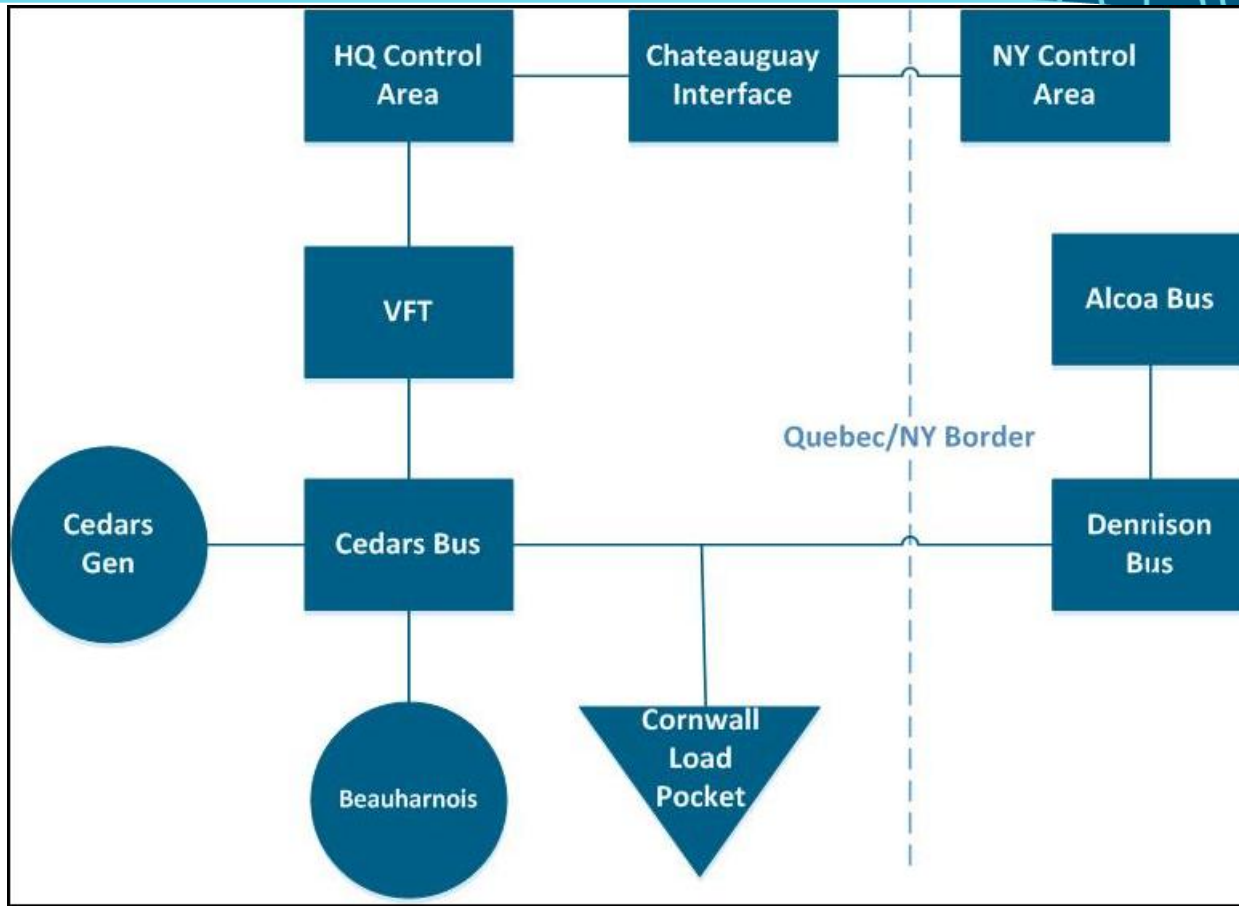 HQ Control
Area
Chateauguay
Interface
NY Control
Area
VFT
Alcoa Bus
Quebec/NY Border
Cedars
Gen
Cedars Bus
Dennison
Bus
Beauharnois
Cornwall
Load
Pocket